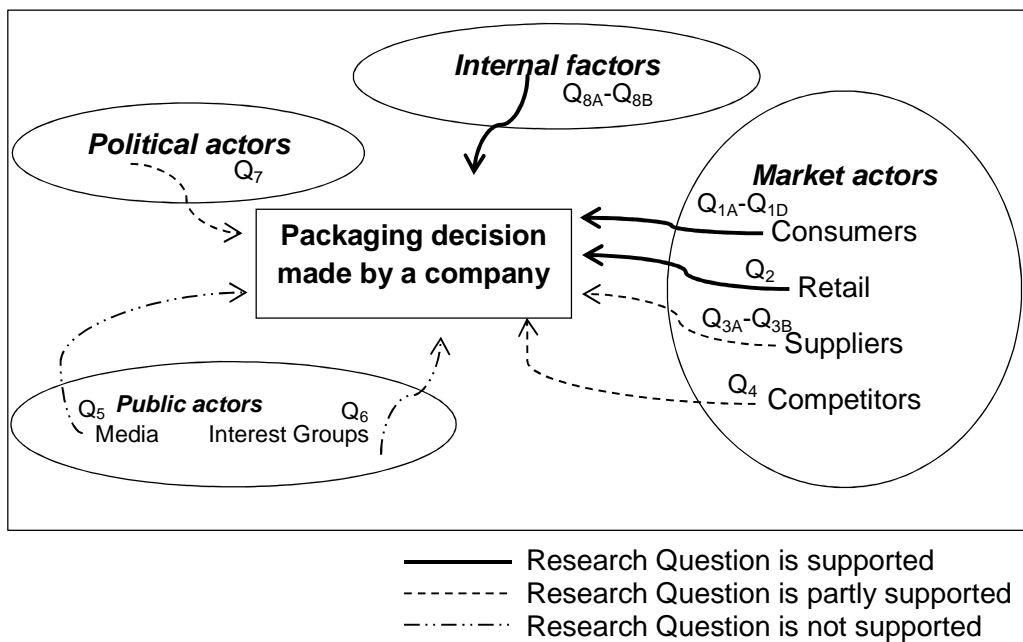 Internal factors
Q8A-Q8B
Political actors
Q7
Market actors
Q1A-Q1D
Consumers
Packaging decision
made by a company
Q2
Retail
Q3A-Q3B
Suppliers
Q4
Competitors
Q5
Public actors
Q6
Media
Interest Groups
Research Question is supported
Research Question is partly supported
Research Question is not supported